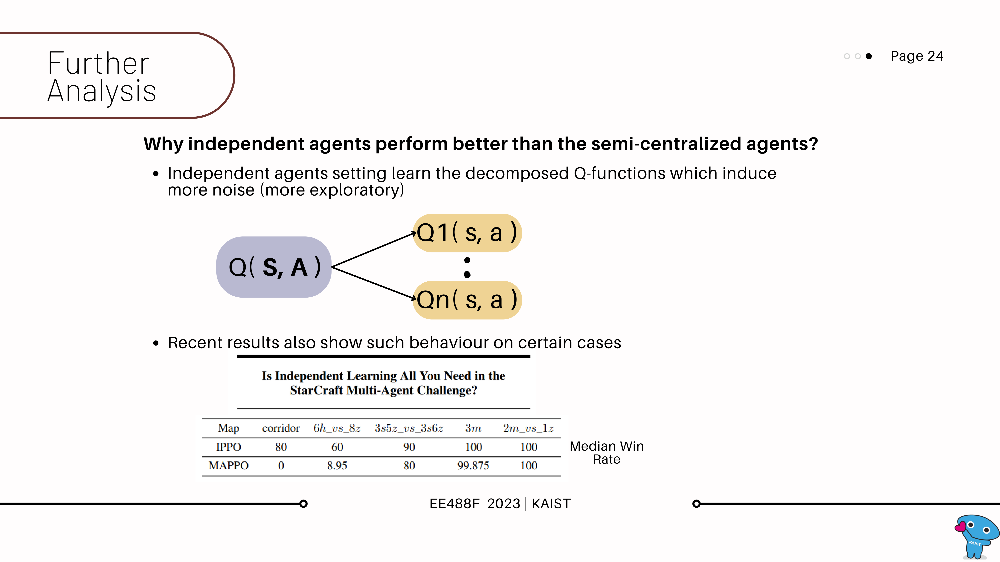 Further
Analysis
Page 24
Why independent agents perform better than the semi-centralized agents?
• Independent agents setting learn the decomposed Q-functions which induce
more noise (more exploratory)
Q( S, A )
Q1( s, a )
Qn( s, a )
• Recent results also show such behaviour on certain cases
Is Independent Learning All You Need in the
StarCraft Multi-Agent Challenge?
Map corridor 6h_vs_8z 3s5z_vs_3s6z 3m 2m_vs_1z
IPPO 80 60 90 100 100
MAPPO 0 8.95 80 99.875 100
Median Win
Rate
EE488F 2023 | KAIST
KAIST